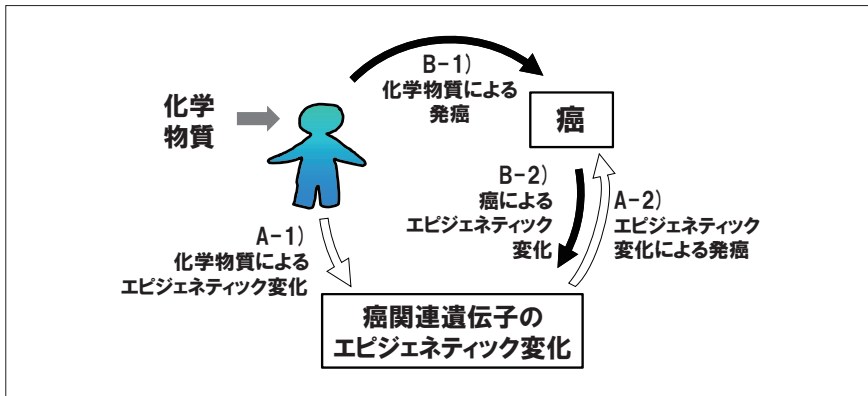 B-1)
化学物質による
発癌
化学
物質
癌
B-2)
癌による
エピジェネティック
変化
A-2)
エピジェネティック
変化による発癌
A-1)
化学物質による
エピジェネティック変化
癌関連遺伝子の
エピジェネティック変化